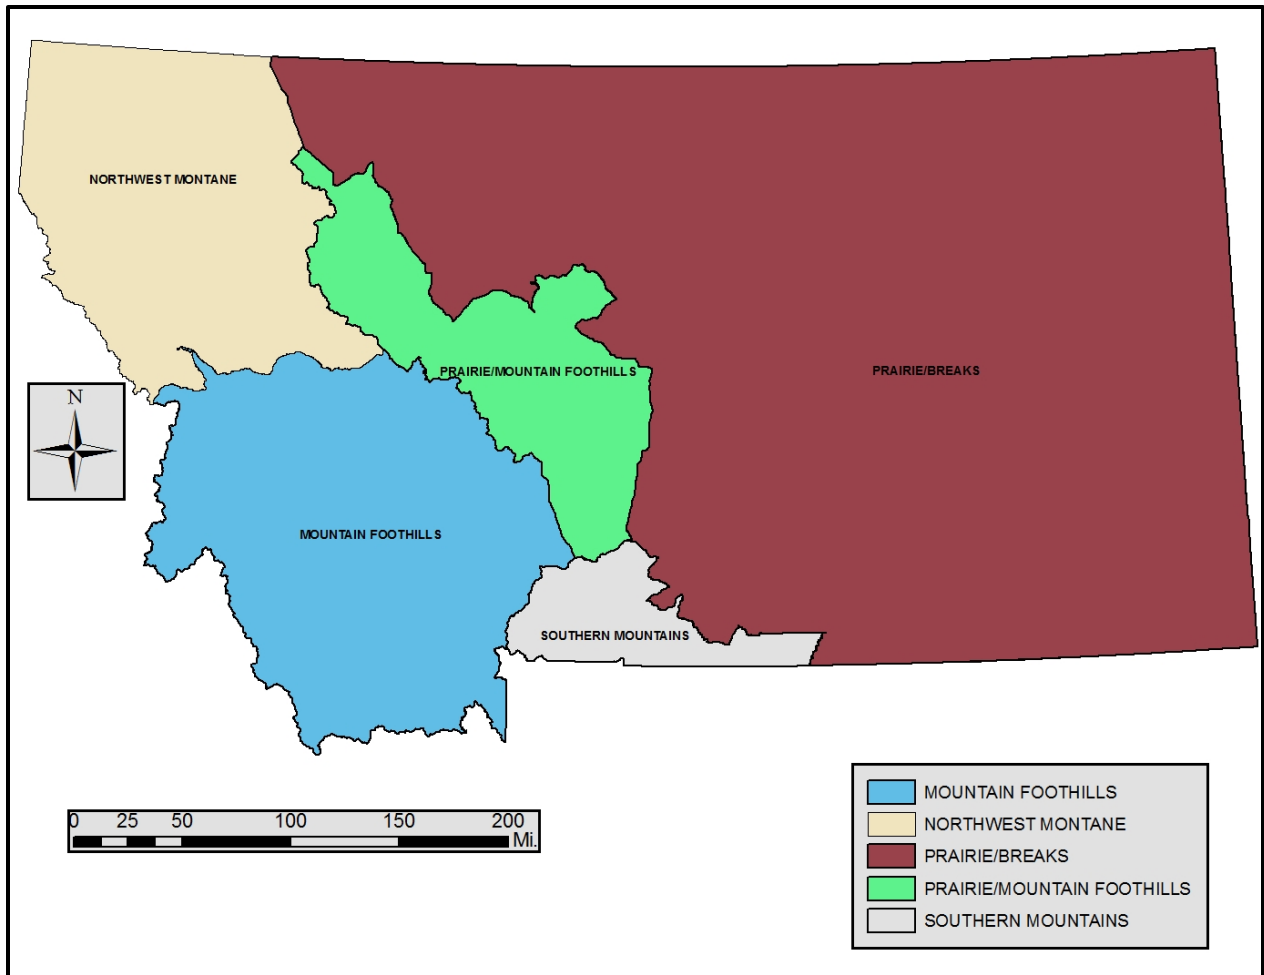 NORTHWEST MONTANE
PRAIRIE/MOUNTAIN FOOTHILLS
PRAIRIE/BREAKS
N
MOUNTAIN FOOTHILLS
SOUTHERN MOUNTAINS
0 25 50 100 150 200
Mi.
MOUNTAIN FOOTHILLS
NORTHWEST MONTANE
PRAIRIE/BREAKS
PRAIRIE/MOUNTAIN FOOTHILLS
SOUTHERN MOUNTAINS